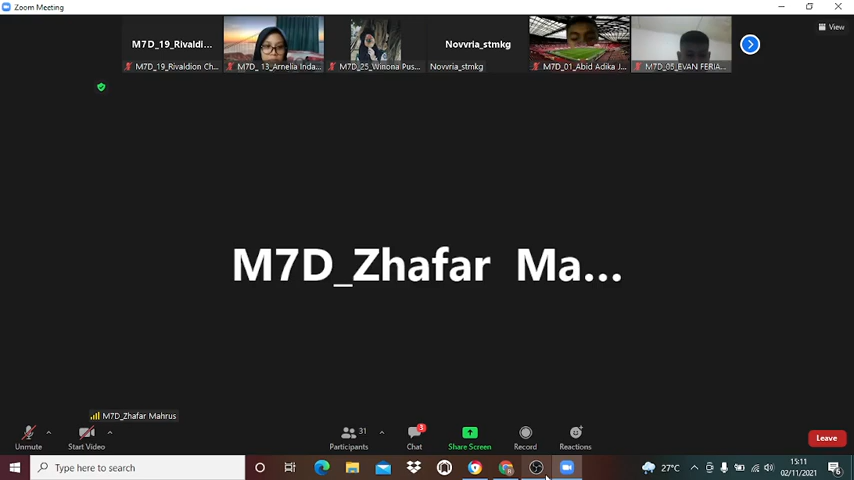 Zoom Meeting
View
M7D_19_Rivaldi...
Novvria_stmkg
M7D_19_Rivaldion Ch...
M7D_ 13_Arnelia Inda...
M7D_25_Winona Pus...
Novvria_stmkg
M7D_01_Abid Adika J...
M7D_05_EVAN FERIA...
M7D_Zhafar Ma...
M7D_Zhafar Mahrus
31
3
Unmute
Start Video
Participants
Chat
Share Screen
Record
Reactions
Leave
Type here to search
27°C
15:11
02/11/2021
6